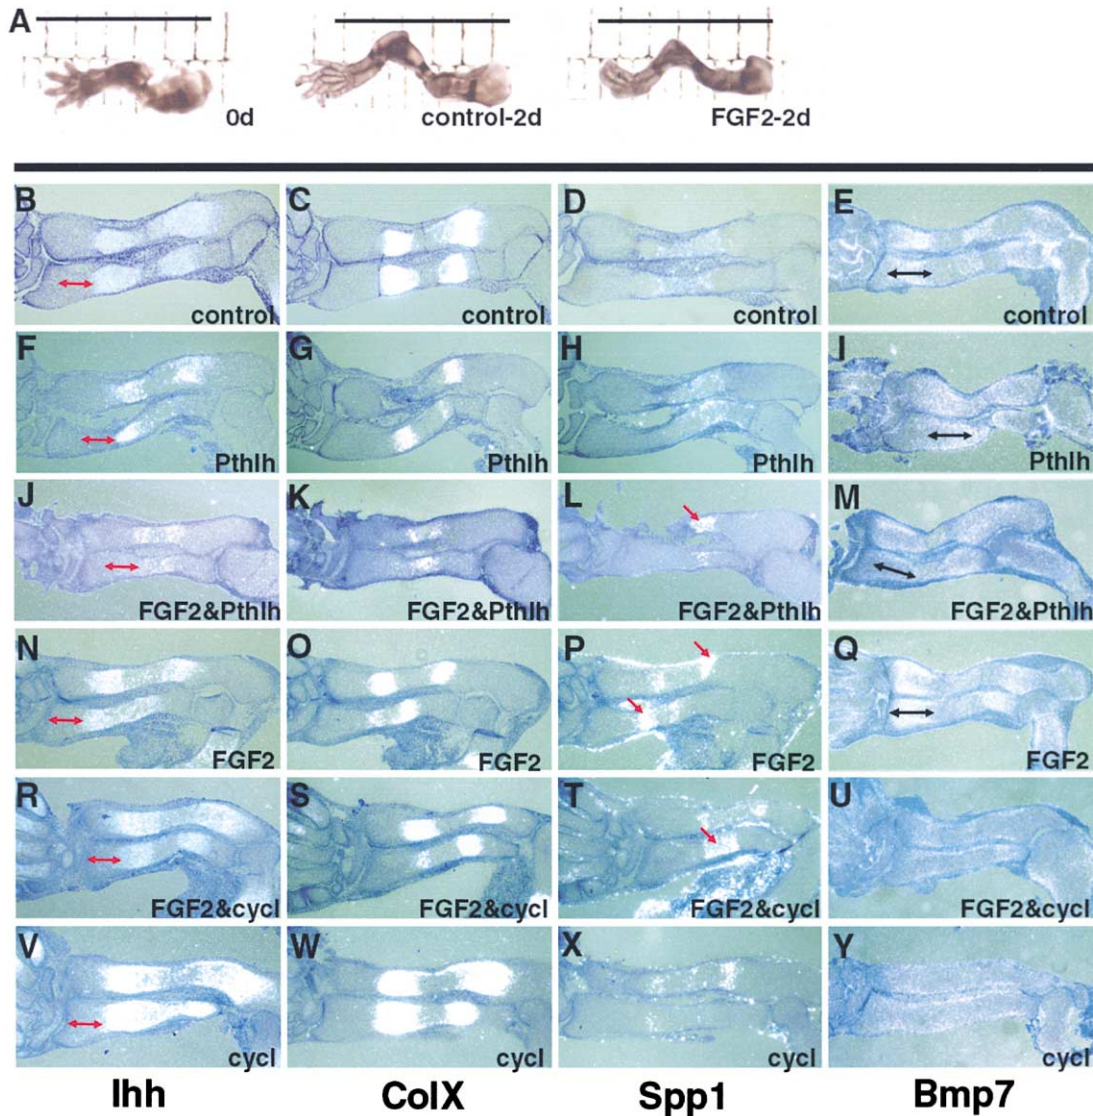 A
0d
control-2d
FGF2-2d
B
C
D
E
control
control
control
control
F
G
H
I
Pthlh
Pthlh
Pthlh
Pthlh
J
K
L
M
FGF2&Pthlh
FGF2&Pthlh
FGF2&Pthlh
FGF2&Pthlh
N
O
P
Q
FGF2
FGF2
FGF2
FGF2
R
S
T
U
FGF2&cycl
FGF2&cycl
FGF2&cycl
FGF2&cycl
V
W
X
Y
cycl
cycl
cycl
cycl
Ihh ColX Spp1 Bmp7